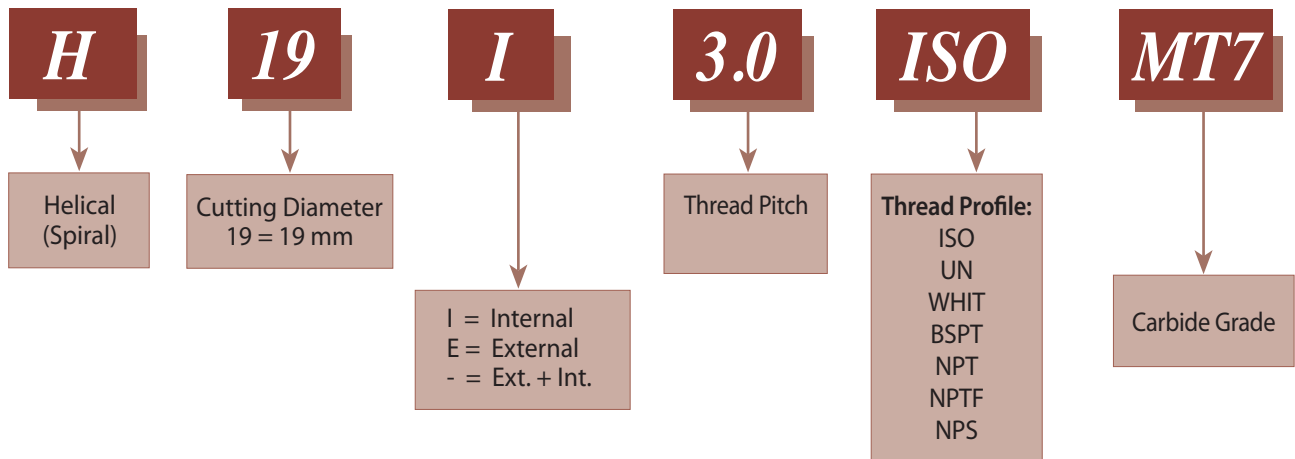 H
19
I
3.0
ISO
MT7
Helical
(Spiral)
Cutting Diameter
19 = 19 mm
I = Internal
E = External
- = Ext. + Int.
Thread Pitch
Thread Profile:
ISO
UN
WHIT
BSPT
NPT
NPTF
NPS
Carbide Grade